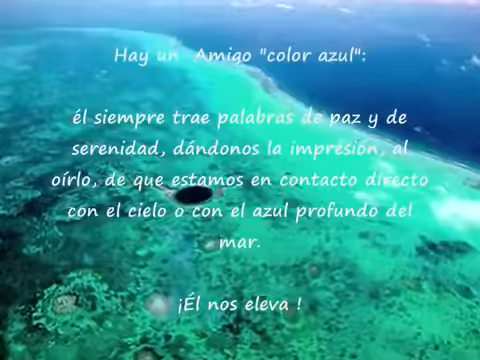 Hay un Amigo "color azul":
él siempre trae palabras de paz y de
serenidad, dándonos la impresión, al
oírlo, de que estamos en contacto directo
con el cielo o con el azul profundo del
mar.
¡Él nos eleva !